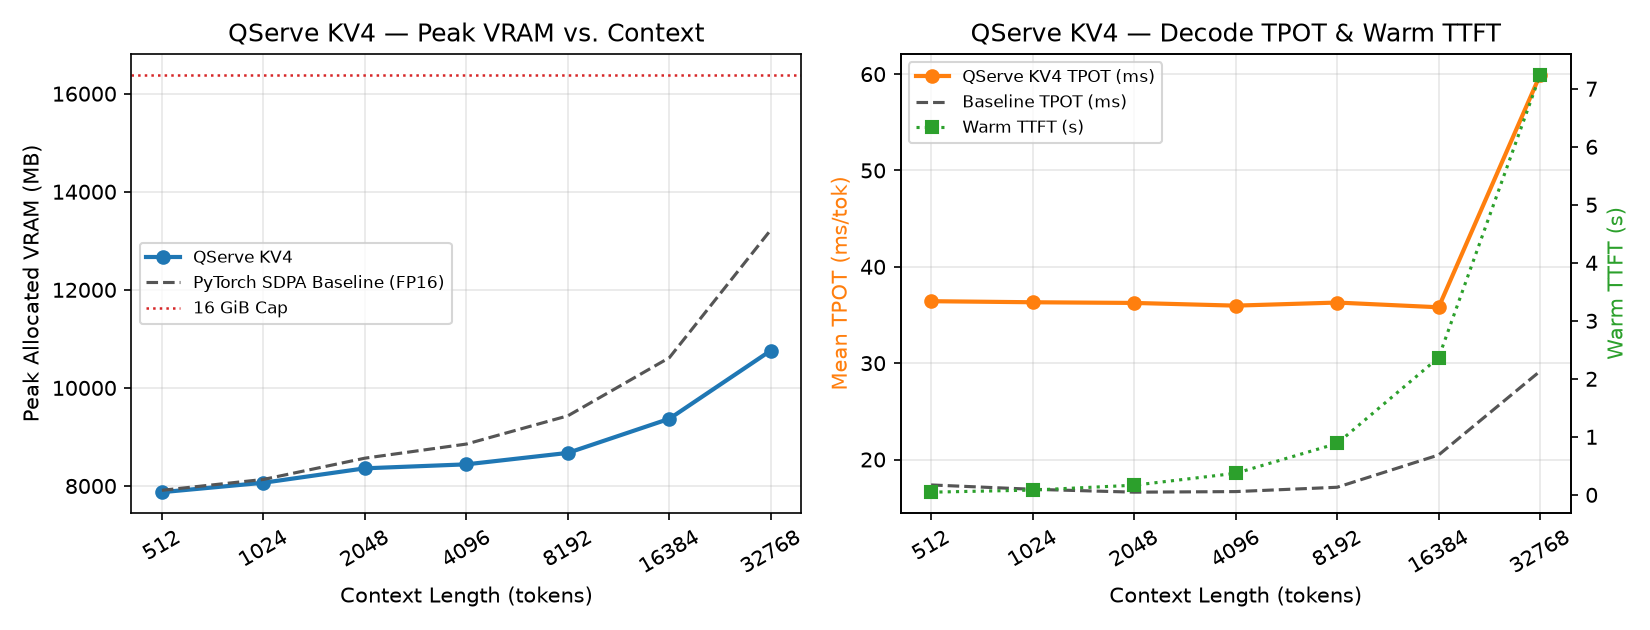 QServe KV4 — Peak VRAM vs. Context
Peak Allocated VRAM (MB)
16000
14000
12000
10000
8000
QServe KV4
PyTorch SDPA Baseline (FP16)
16 GiB Cap
512
1024
2048
4096
8192
16384
32768
Context Length (tokens)
QServe KV4 — Decode TPOT & Warm TTFT
Mean TPOT (ms/tok)
60
50
40
30
20
QServe KV4 TPOT (ms)
Baseline TPOT (ms)
Warm TTFT (s)
7
6
5
4
3
2
1
0
Warm TTFT (s)
512
1024
2048
4096
8192
16384
32768
Context Length (tokens)